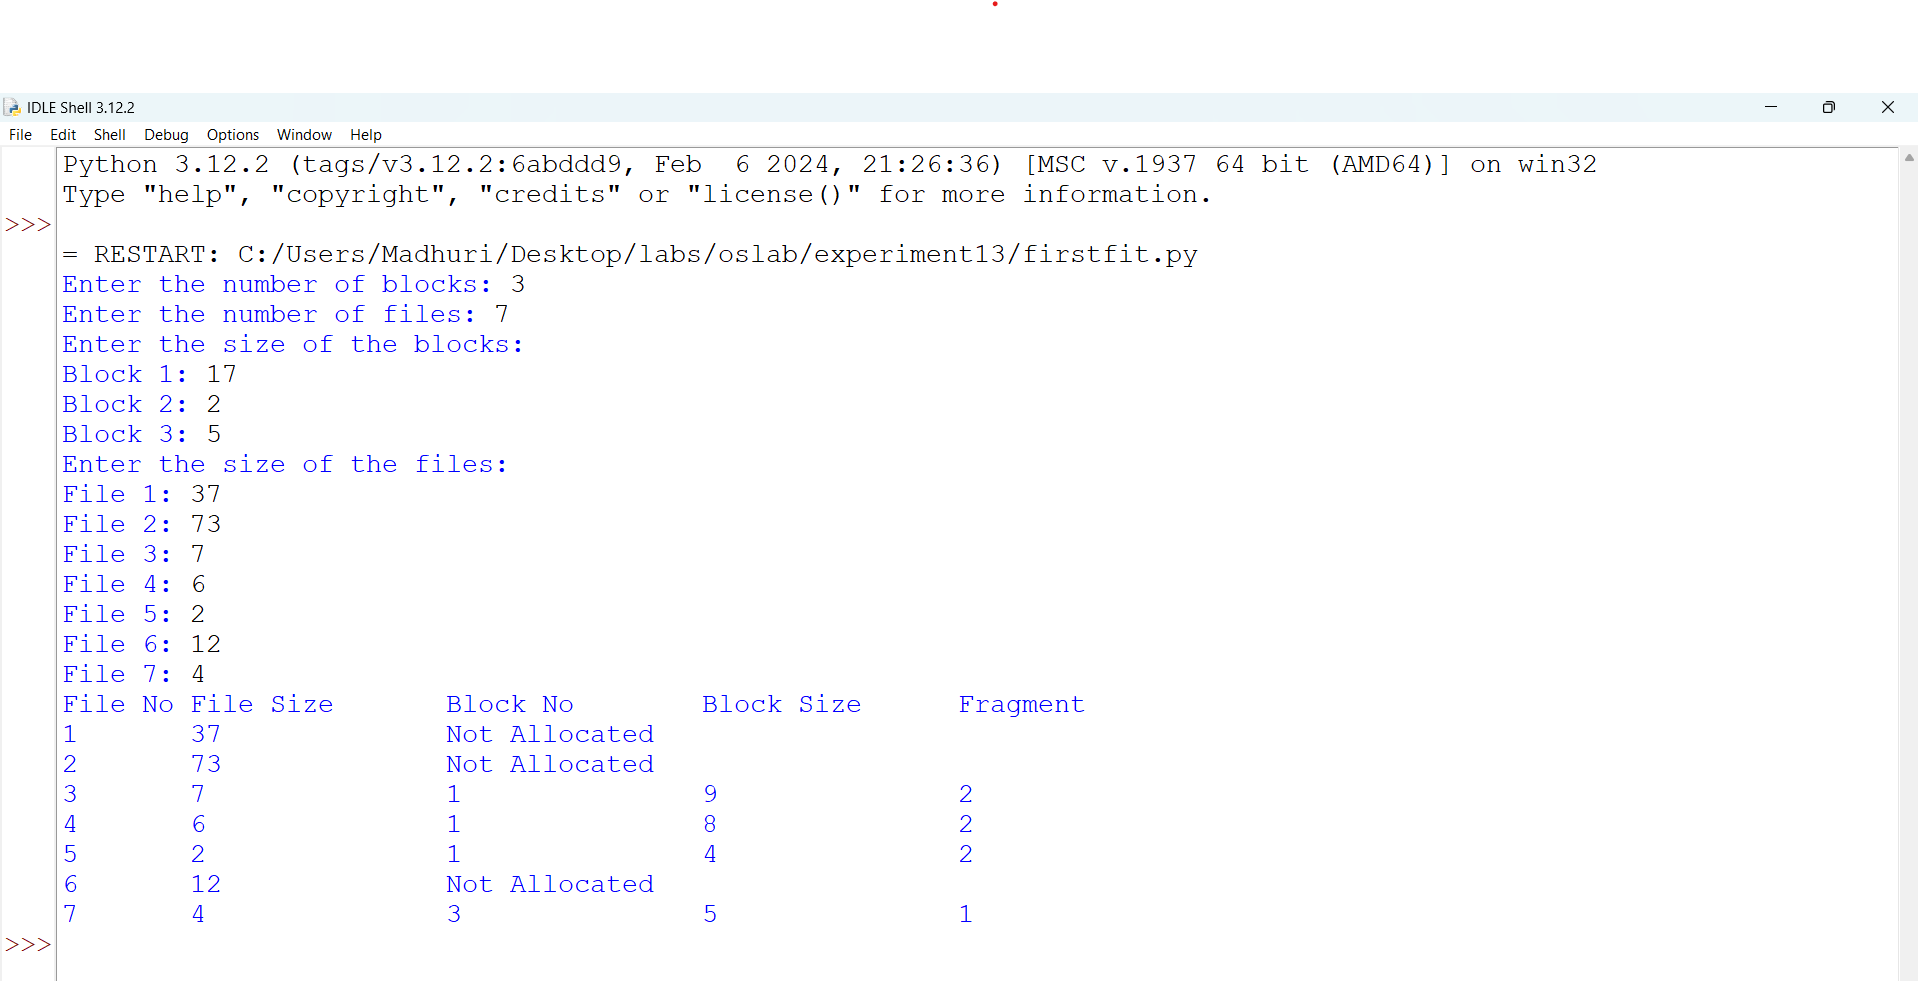 IDLE Shell 3.12.2
File Edit Shell Debug Options Window Help
Python 3.12.2 (tags/v3.12.2:6abddd9, Feb  6 2024, 21:26:36) [MSC v.1937 64 bit (AMD64)] on win32
Type "help", "copyright", "credits" or "license()" for more information.
>>>
= RESTART: C:/Users/Madhuri/Desktop/labs/oslab/experiment13/firstfit.py
Enter the number of blocks: 3
Enter the number of files: 7
Enter the size of the blocks:
Block 1: 17
Block 2: 2
Block 3: 5
Enter the size of the files:
File 1: 37
File 2: 73
File 3: 7
File 4: 6
File 5: 2
File 6: 12
File 7: 4
File No File Size       Block No        Block Size      Fragment
1       37              Not Allocated
2       73              Not Allocated
3       7               1               9               2
4       6               1               8               2
5       2               1               4               2
6       12              Not Allocated
7       4               3               5               1
>>>